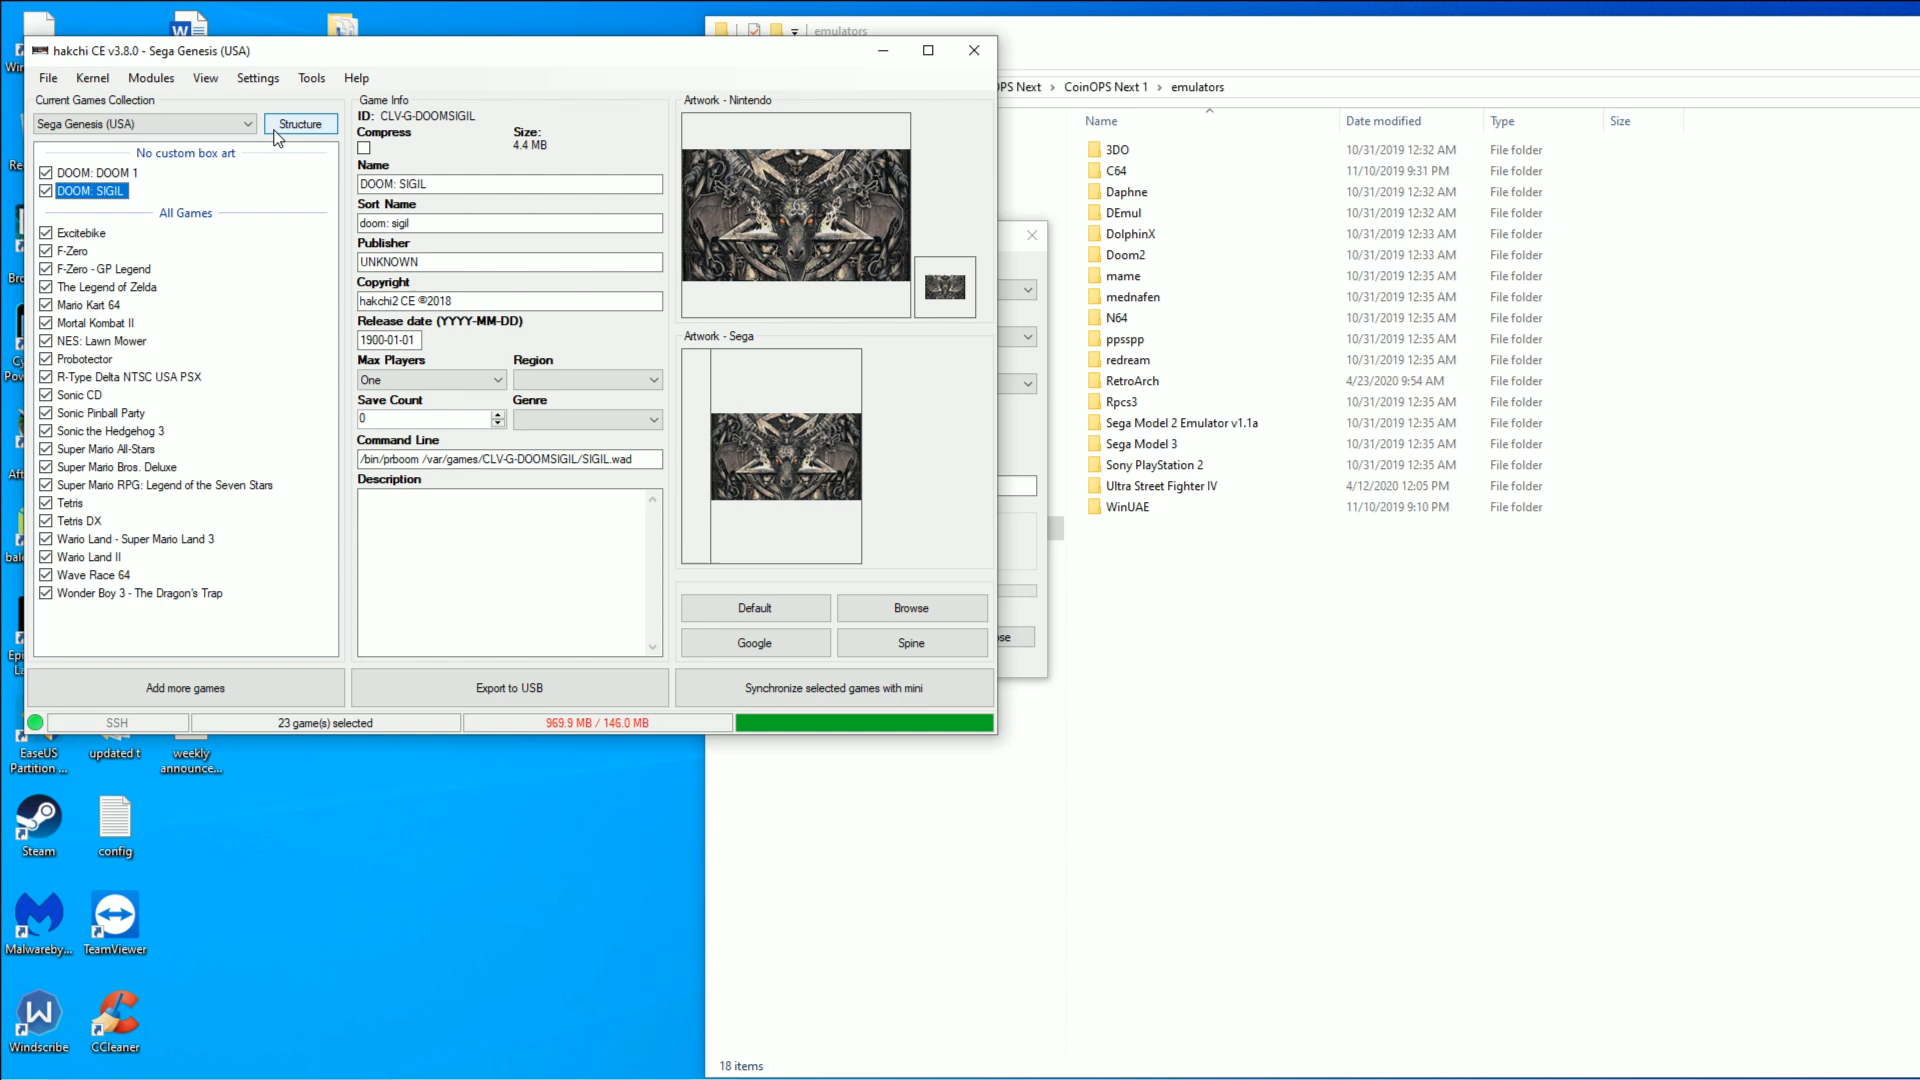 hakchi CE v3.8.0 - Sega Genesis (USA)
File Kernel Modules View Settings Tools Help
Current Games Collection
Sega Genesis (USA)
Structure
No custom box art
DOOM: DOOM 1
DOOM: SIGIL
All Games
Excitebike
F-Zero
F-Zero - GP Legend
The Legend of Zelda
Mario Kart 64
Mortal Kombat II
NES: Lawn Mower
Probotector
R-Type Delta NTSC USA PSX
Sonic CD
Sonic Pinball Party
Sonic the Hedgehog 3
Super Mario All-Stars
Super Mario Bros. Deluxe
Super Mario RPG: Legend of the Seven Stars
Tetris
Tetris DX
Wario Land - Super Mario Land 3
Wario Land II
Wave Race 64
Wonder Boy 3 - The Dragon's Trap
Game Info
ID: CLV-G-DOOMSIGIL
Compress
Size:
4.4 MB
Name
DOOM: SIGIL
Sort Name
doom: sigil
Publisher
UNKNOWN
Copyright
hakchi2 CE ©2018
Release date (YYYY-MM-DD)
1900-01-01
Max Players
Region
One
Save Count
Genre
0
Command Line
/bin/prboom /var/games/CLV-G-DOOMSIGIL/SIGIL.wad
Description
Artwork - Nintendo
Artwork - Sega
Default
Browse
Google
Spine
Add more games
Export to USB
Synchronize selected games with mini
SSH
23 game(s) selected
969.9 MB / 146.0 MB
EaseUS
Partition ...
updated t
weekly
announce...
Steam
config
Malwareby...
TeamViewer
Windscribe
CCleaner
emulators
PS Next > CoinOPS Next 1 > emulators
Name Date modified Type Size
3DO 10/31/2019 12:32 AM File folder
C64 11/10/2019 9:31 PM File folder
Daphne 10/31/2019 12:32 AM File folder
DEmul 10/31/2019 12:32 AM File folder
DolphinX 10/31/2019 12:33 AM File folder
Doom2 10/31/2019 12:33 AM File folder
mame 10/31/2019 12:35 AM File folder
mednafen 10/31/2019 12:35 AM File folder
N64 10/31/2019 12:35 AM File folder
ppsspp 10/31/2019 12:35 AM File folder
redream 10/31/2019 12:35 AM File folder
RetroArch 4/23/2020 9:54 AM File folder
Rpcs3 10/31/2019 12:35 AM File folder
Sega Model 2 Emulator v1.1a 10/31/2019 12:35 AM File folder
Sega Model 3 10/31/2019 12:35 AM File folder
Sony PlayStation 2 10/31/2019 12:35 AM File folder
Ultra Street Fighter IV 4/12/2020 12:05 PM File folder
WinUAE 11/10/2019 9:10 PM File folder
18 items